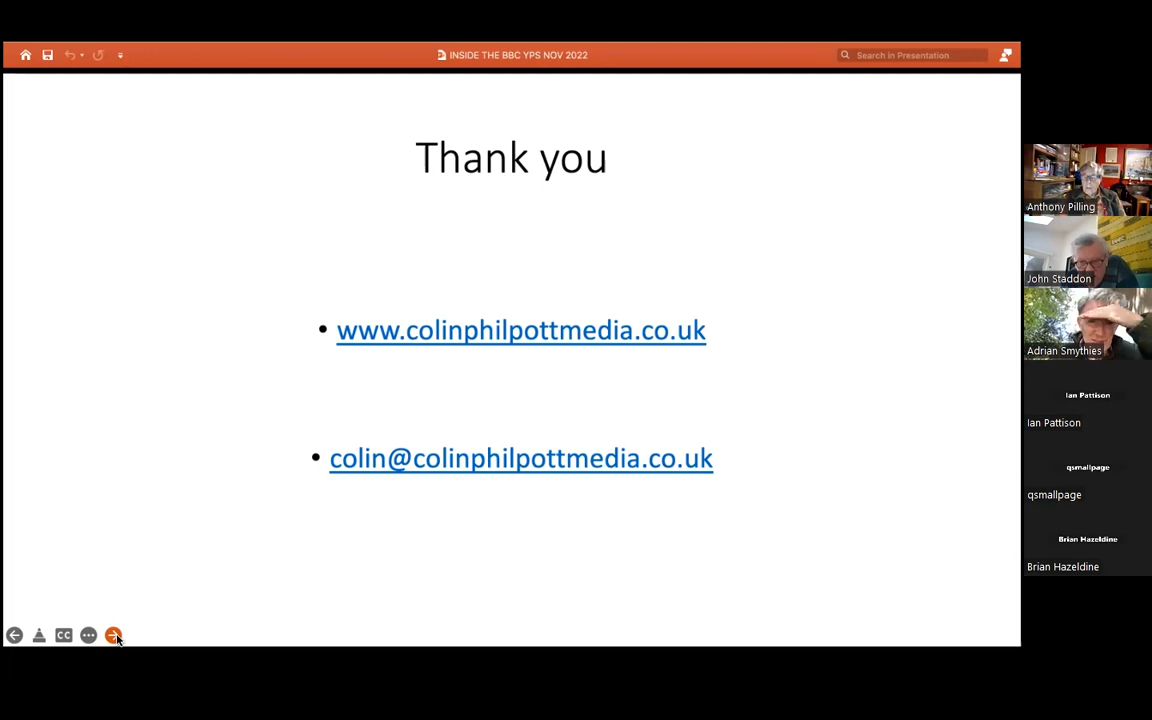 INSIDE THE BBC YPS NOV 2022
Search in Presentation
Thank you
• www.colinphilpottmedia.co.uk
• colin@colinphilpottmedia.co.uk
CC
Anthony Pilling
John Staddon
Adrian Smythies
Ian Pattison
Ian Pattison
qsmallpage
qsmallpage
Brian Hazeldine
Brian Hazeldine